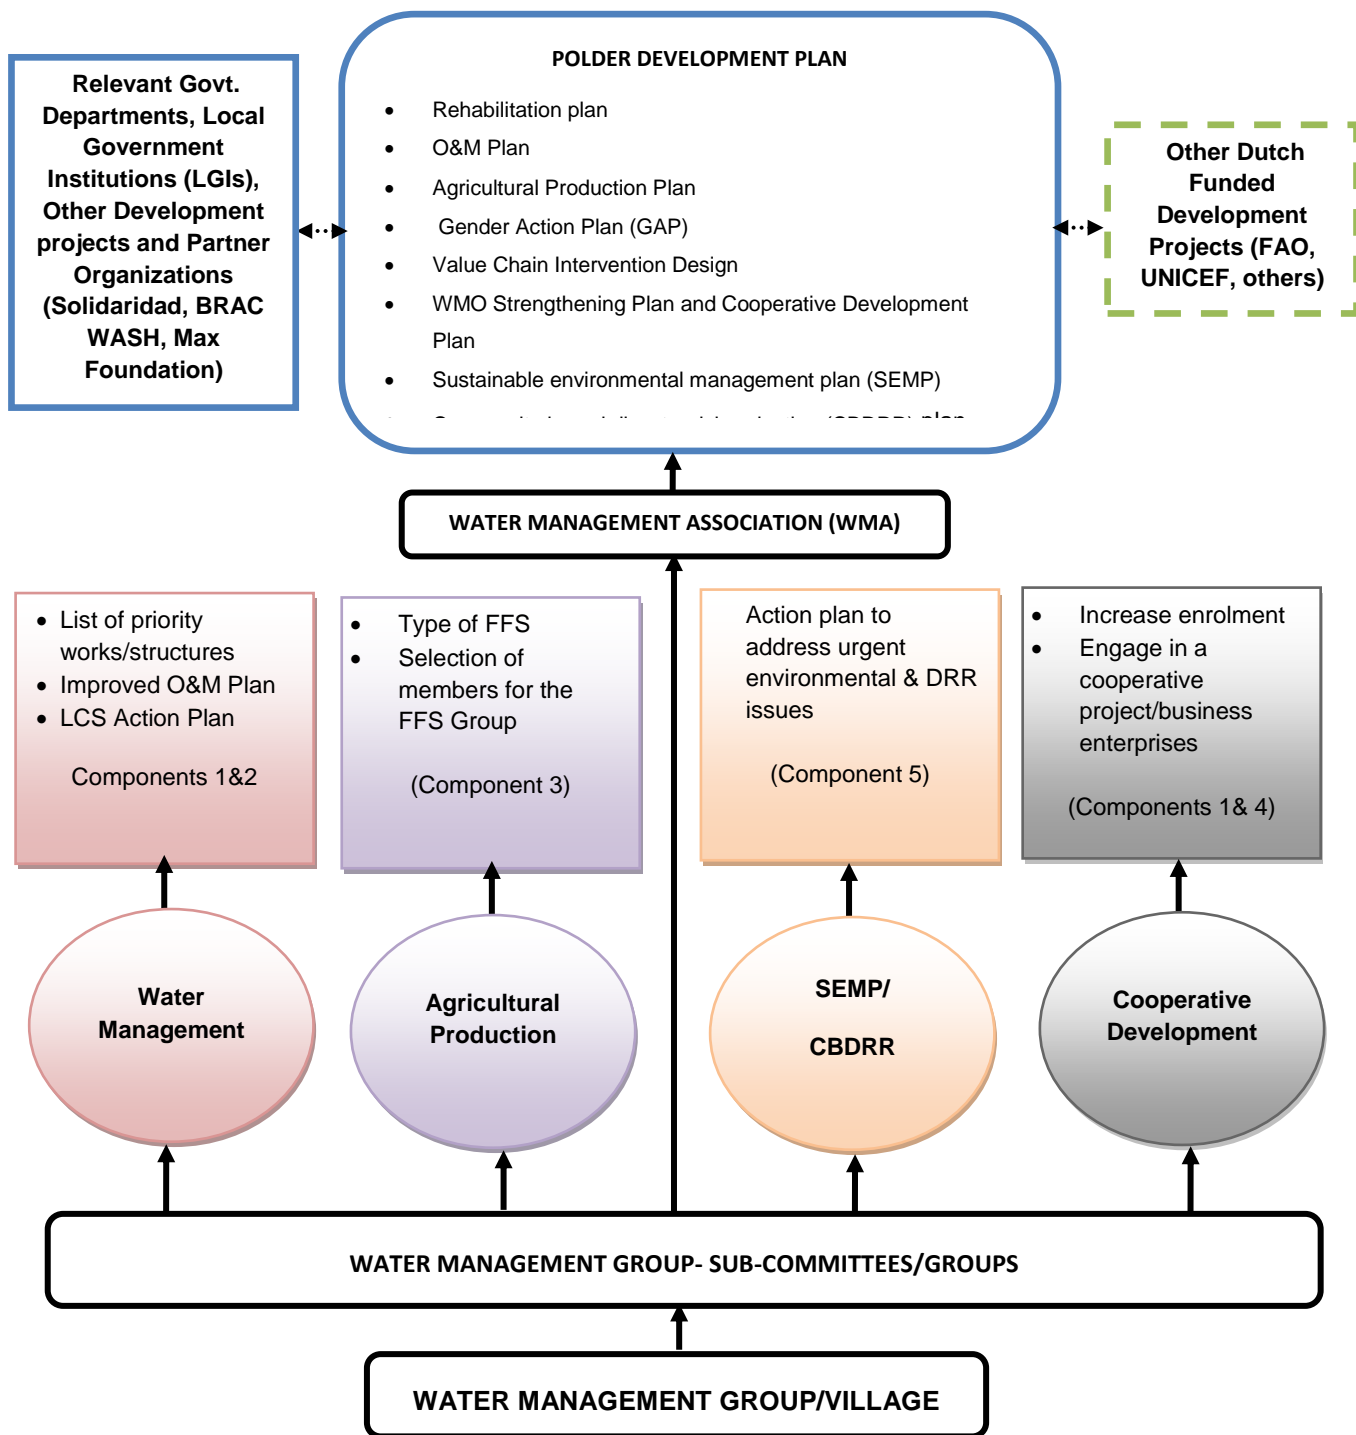 POLDER DEVELOPMENT PLAN
• Rehabilitation plan
• O&M Plan
• Agricultural Production Plan
• Gender Action Plan (GAP)
• Value Chain Intervention Design
• WMO Strengthening Plan and Cooperative Development
Plan
• Sustainable environmental management plan (SEMP)
Relevant Govt.
Departments, Local
Government
Institutions (LGIs),
Other Development
projects and Partner
Organizations
(Solidaridad, BRAC
WASH, Max
Foundation)
Other Dutch
Funded
Development
Projects (FAO,
UNICEF, others)
WATER MANAGEMENT ASSOCIATION (WMA)
• List of priority
works/structures
• Improved O&M Plan
• LCS Action Plan
Components 1&2
• Type of FFS
• Selection of
members for the
FFS Group
(Component 3)
Action plan to
address urgent
environmental & DRR
issues
(Component 5)
• Increase enrolment
• Engage in a
cooperative
project/business
enterprises
(Components 1& 4)
Water
Management
Agricultural
Production
SEMP/
CBDRR
Cooperative
Development
WATER MANAGEMENT GROUP- SUB-COMMITTEES/GROUPS
WATER MANAGEMENT GROUP/VILLAGE